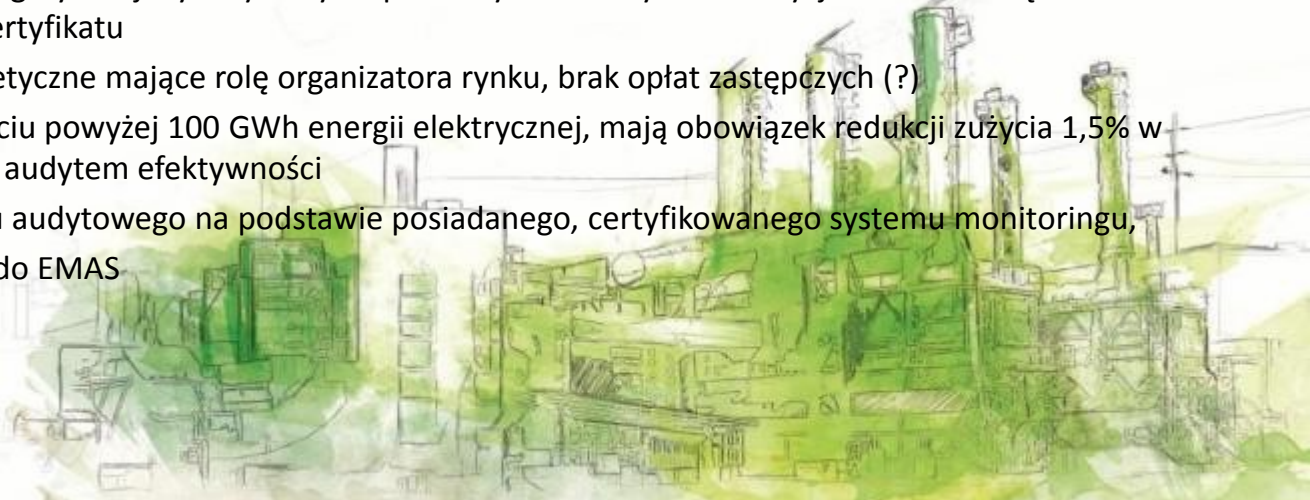 ertyfikatu
etyczne mające rolę organizatora rynku, brak opłat zastępczych (?)
ciu powyżej 100 GWh energii elektrycznej, mają obowiązek redukcji zużycia 1,5% w
audytem efektywności
u audytowego na podstawie posiadanego, certyfikowanego systemu monitoringu,
do EMAS